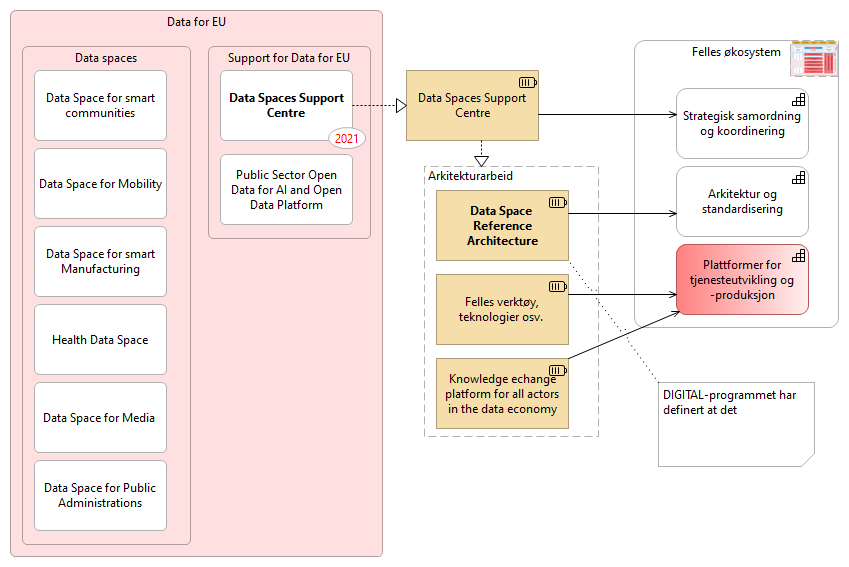 Data for EU
Data spaces
Data Space for smart
communities
Data Space for Mobility
Data Space for smart
Manufacturing
Health Data Space
Data Space for Media
Data Space for Public
Administrations
Support for Data for EU
Data Spaces Support
Centre
2021
Public Sector Open
Data for AI and Open
Data Platform
Data Spaces Support
Centre
Arkitekturarbeid
Data Space
Reference
Architecture
Felles verktøy,
teknologier osv.
Knowledge echange
platform for all actors
in the data economy
Felles økosystem
Strategisk samordning
og koordinering
Arkitektur og
standardisering
Plattformer for
tjenesteutvikling og
-produksjon
DIGITAL-programmet har
definert at det